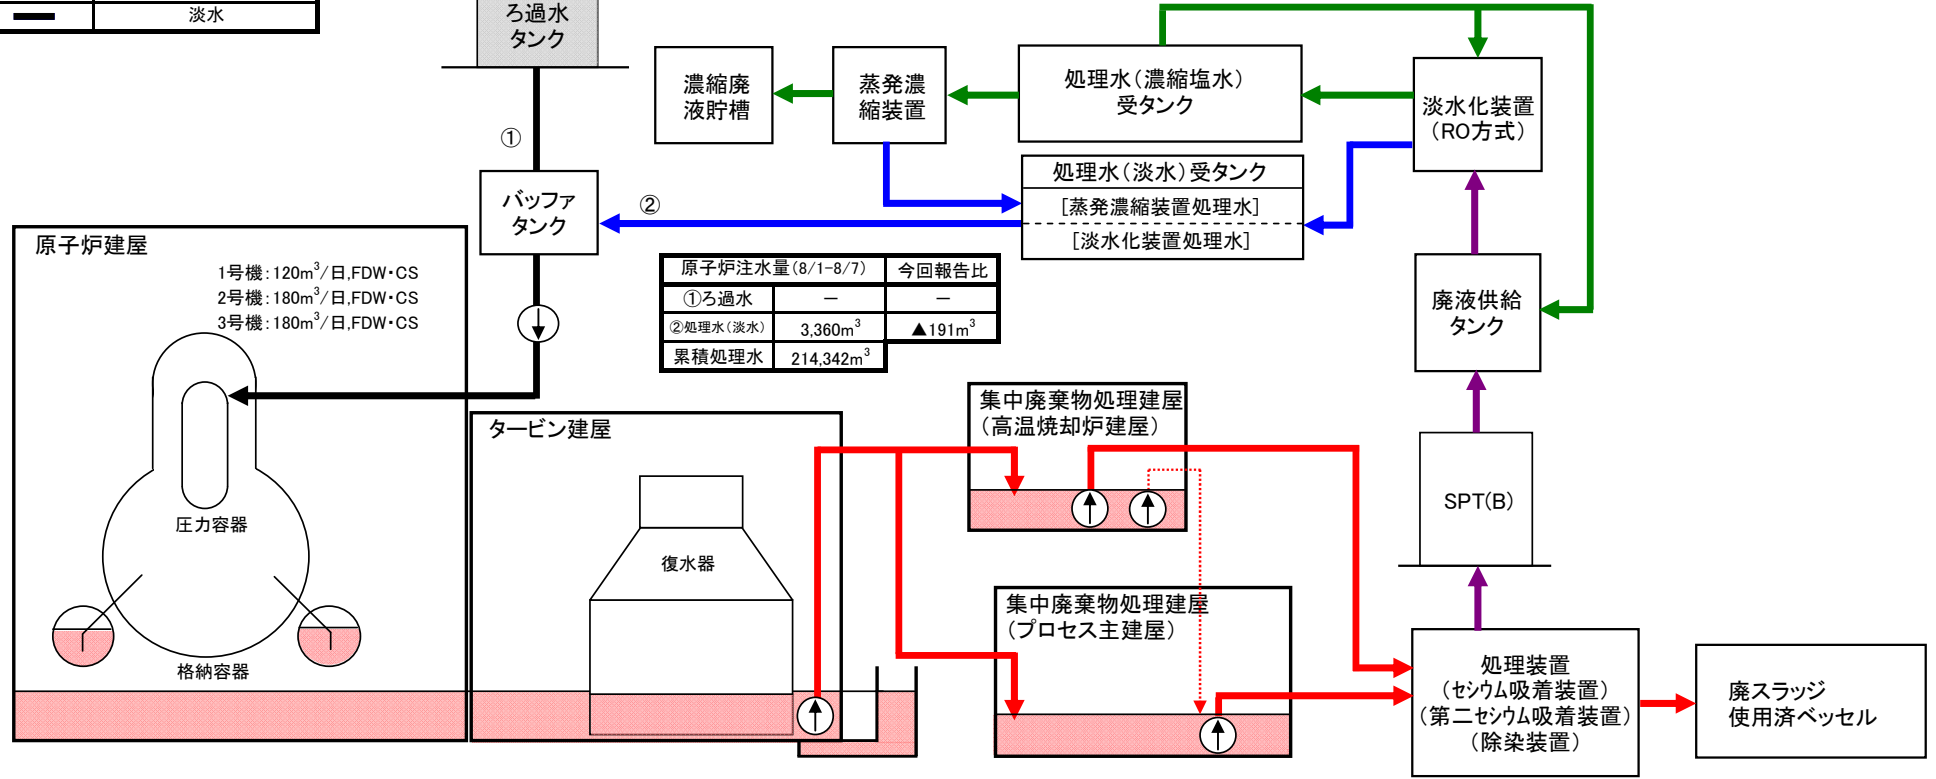 淡水
ろ過水
タンク
①
バッファ
タンク
②
濃縮廃
液貯槽
蒸発濃
縮装置
処理水(濃縮塩水)
受タンク
淡水化装置
(RO方式)
処理水(淡水)受タンク
[蒸発濃縮装置処理水]
[淡水化装置処理水]
廃液供給
タンク
SPT(B)
原子炉建屋
1号機:120m³/日,FDW・CS
2号機:180m³/日,FDW・CS
3号機:180m³/日,FDW・CS
圧力容器
格納容器
原子炉注水量(8/1-8/7) 今回報告比
①ろ過水 － －
②処理水(淡水) 3,360m³ ▲191m³
累積処理水 214,342m³
タービン建屋
復水器
集中廃棄物処理建屋
(高温焼却炉建屋)
集中廃棄物処理建屋
(プロセス主建屋)
処理装置
(セシウム吸着装置)
(第二セシウム吸着装置)
(除染装置)
廃スラッジ
使用済ベッセル